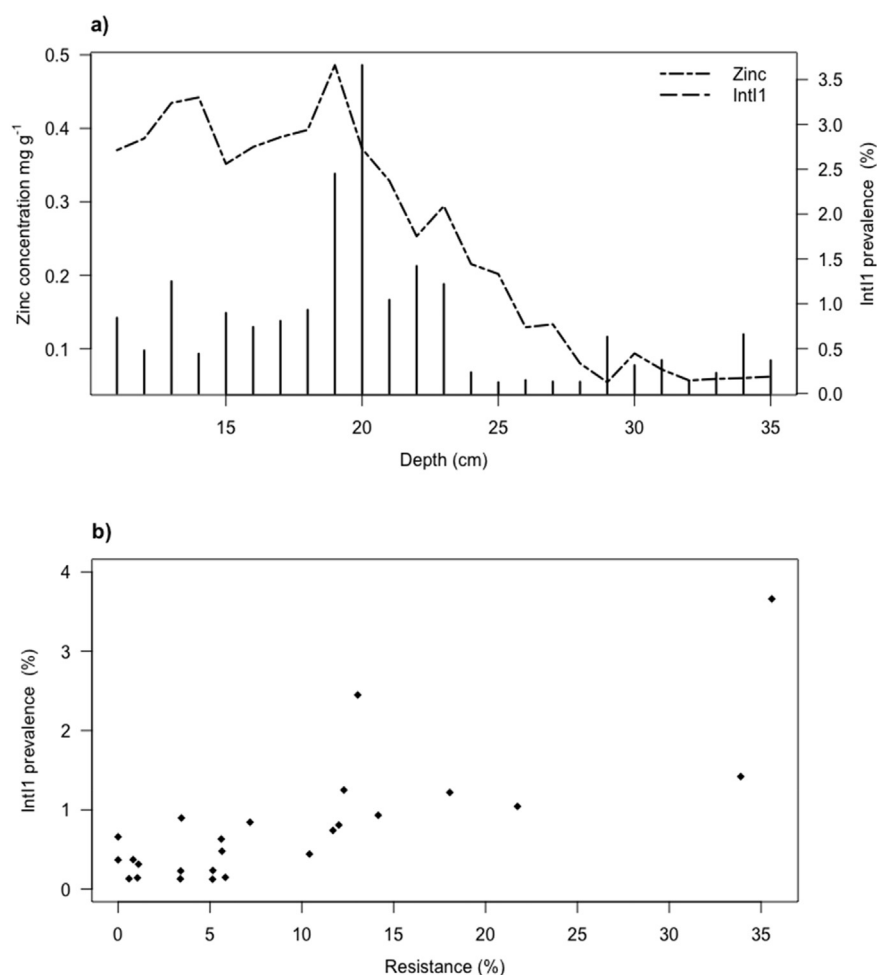 a)
0.5
0.4
0.3
0.2
0.1
Zinc concentration mg g⁻¹
Zinc
IntI1
3.5
3.0
2.5
2.0
1.5
1.0
0.5
0.0
IntI1 prevalence (%)
15 20 25 30 35
Depth (cm)
b)
4
3
2
1
0
IntI1 prevalence (%)
0 5 10 15 20 25 30 35
Resistance (%)